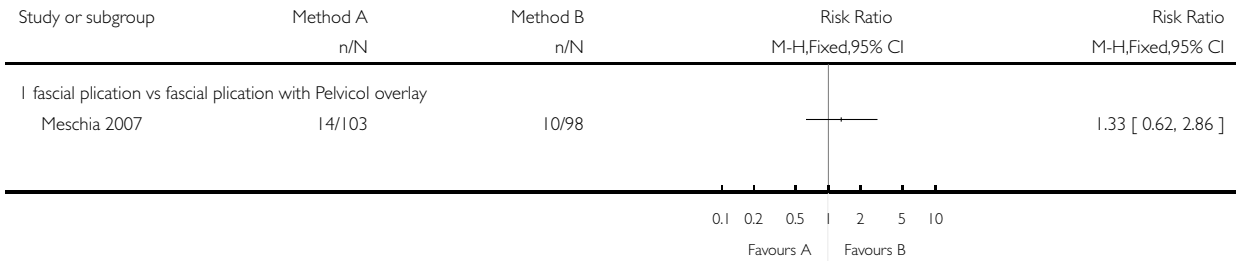 Study or subgroup Method A Method B Risk Ratio Risk Ratio
n/N n/N M-H,Fixed,95% CI M-H,Fixed,95% CI
1 fascial plication vs fascial plication with Pelvicol overlay
Meschia 2007 14/103 10/98 1.33 [ 0.62, 2.86 ]
0.1 0.2 0.5 1 2 5 10
Favours A Favours B